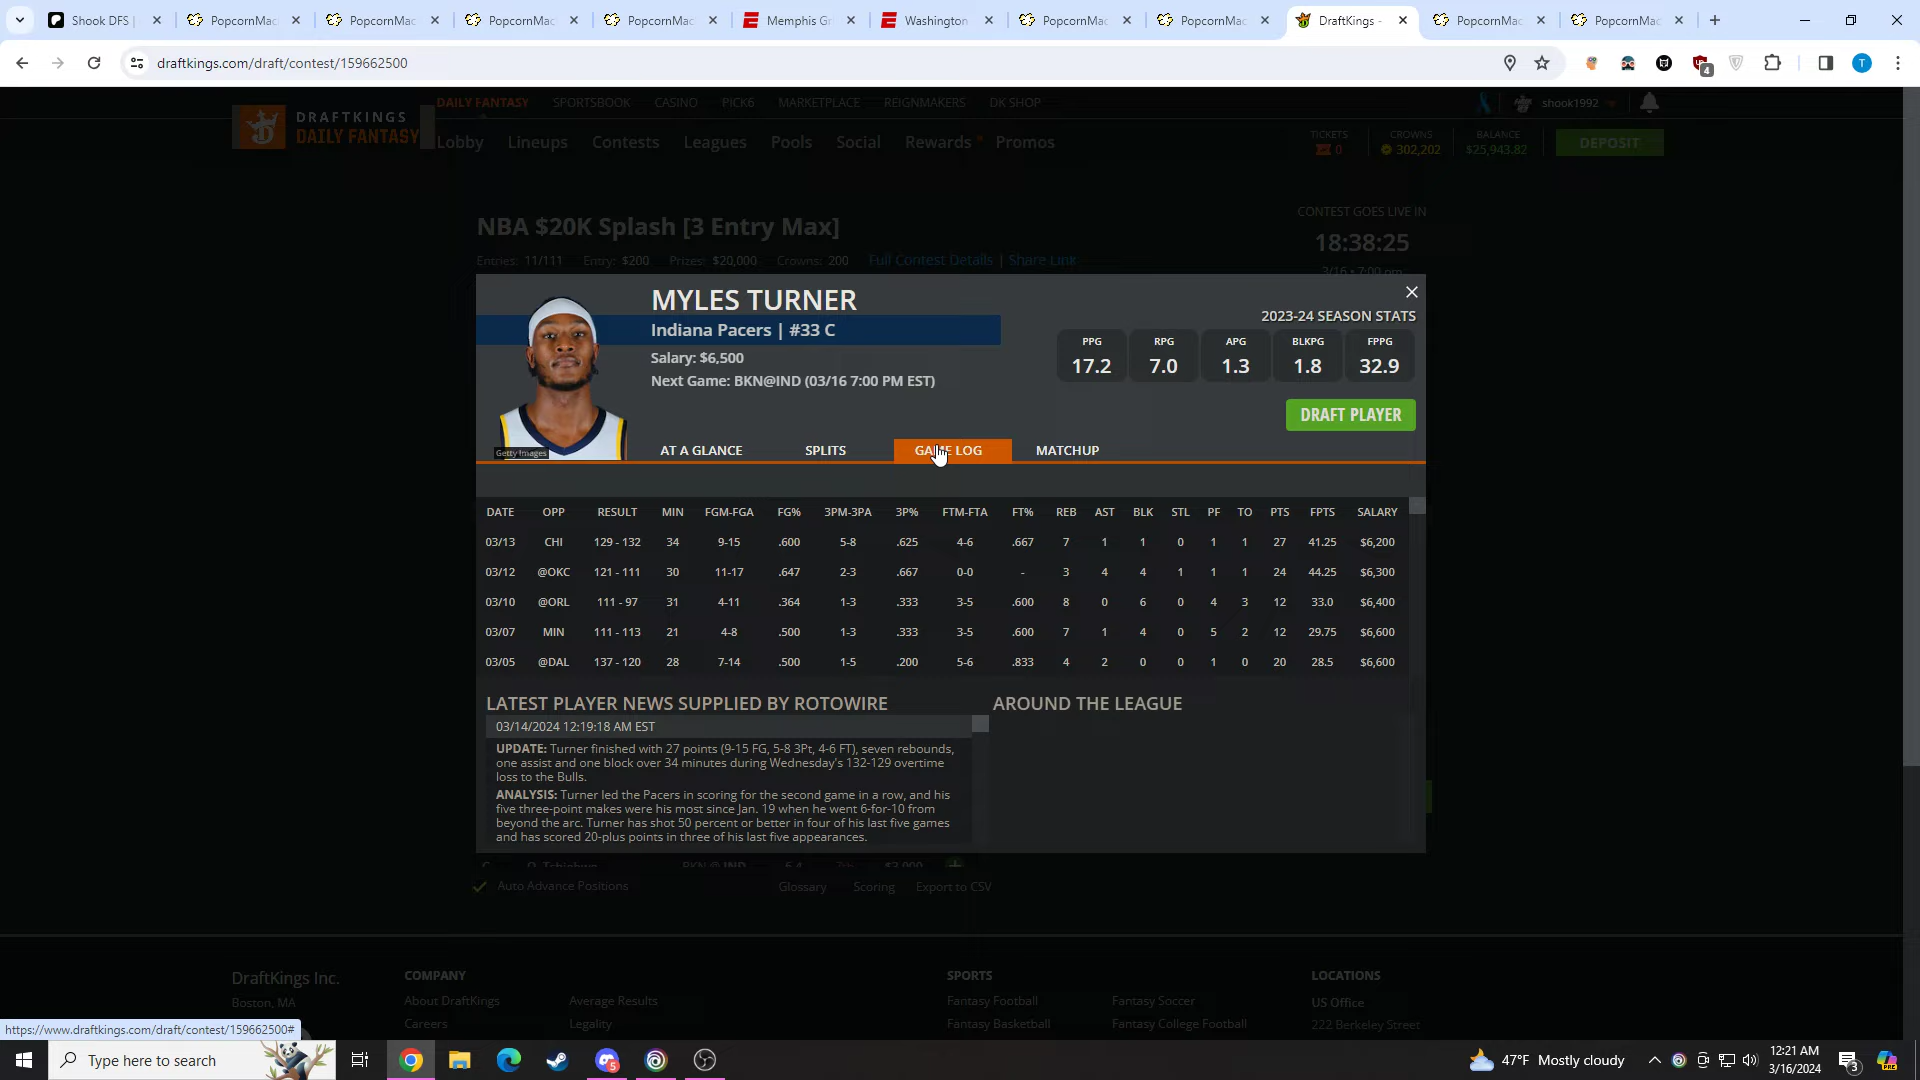 Shook DFS |
PopcornMac
PopcornMac
PopcornMac
PopcornMac
Memphis Gr
Washington
PopcornMac
PopcornMac
DraftKings -
PopcornMac
PopcornMac
draftkings.com/draft/contest/159662500
4
T
DRAFTKINGS
DAILY FANTASY
DAILY FANTASY SPORTSBOOK CASINO PICK6 MARKETPLACE REIGNMAKERS DK SHOP
shook1992
Lobby Lineups Contests Leagues Pools Social Rewards Promos
TICKETS
0
CROWNS
302,202
BALANCE
$25,943.82
DEPOSIT
NBA $20K Splash [3 Entry Max]
Entries: 11/111 Entry: $200 Prizes: $20,000 Crowns: 200 Full Contest Details | Share Link
CONTEST GOES LIVE IN
18:38:25
3/16 • 7:00 pm
MYLES TURNER
Indiana Pacers | #33 C
Salary: $6,500
Next Game: BKN@IND (03/16 7:00 PM EST)
Getty Images
2023-24 SEASON STATS
PPG RPG APG BLKPG FPPG
17.2 7.0 1.3 1.8 32.9
DRAFT PLAYER
AT A GLANCE SPLITS GAME LOG MATCHUP
DATE OPP RESULT MIN FGM-FGA FG% 3PM-3PA 3P% FTM-FTA FT% REB AST BLK STL PF TO PTS FPTS SALARY
03/13 CHI 129 - 132 34 9-15 .600 5-8 .625 4-6 .667 7 1 1 0 1 1 27 41.25 $6,200
03/12 @OKC 121 - 111 30 11-17 .647 2-3 .667 0-0 - 3 4 4 1 1 1 24 44.25 $6,300
03/10 @ORL 111 - 97 31 4-11 .364 1-3 .333 3-5 .600 8 0 6 0 4 3 12 33.0 $6,400
03/07 MIN 111 - 113 21 4-8 .500 1-3 .333 3-5 .600 7 1 4 0 5 2 12 29.75 $6,600
03/05 @DAL 137 - 120 28 7-14 .500 1-5 .200 5-6 .833 4 2 0 0 1 0 20 28.5 $6,600
LATEST PLAYER NEWS SUPPLIED BY ROTOWIRE
AROUND THE LEAGUE
03/14/2024 12:19:18 AM EST
UPDATE: Turner finished with 27 points (9-15 FG, 5-8 3Pt, 4-6 FT), seven rebounds,
one assist and one block over 34 minutes during Wednesday's 132-129 overtime
loss to the Bulls.
ANALYSIS: Turner led the Pacers in scoring for the second game in a row, and his
five three-point makes were his most since Jan. 19 when he went 6-for-10 from
beyond the arc. Turner has shot 50 percent or better in four of his last five games
and has scored 20-plus points in three of his last five appearances.
BKN @ IND 6.4 $3,000
Auto Advance Positions
Glossary Scoring Export to CSV
DraftKings Inc.
Boston, MA
COMPANY
About DraftKings Average Results
Careers Legality
SPORTS
Fantasy Football Fantasy Soccer
Fantasy Basketball Fantasy College Football
LOCATIONS
US Office
222 Berkeley Street
https://www.draftkings.com/draft/contest/159662500#
Type here to search
5
47°F Mostly cloudy
12:21 AM
3/16/2024
3